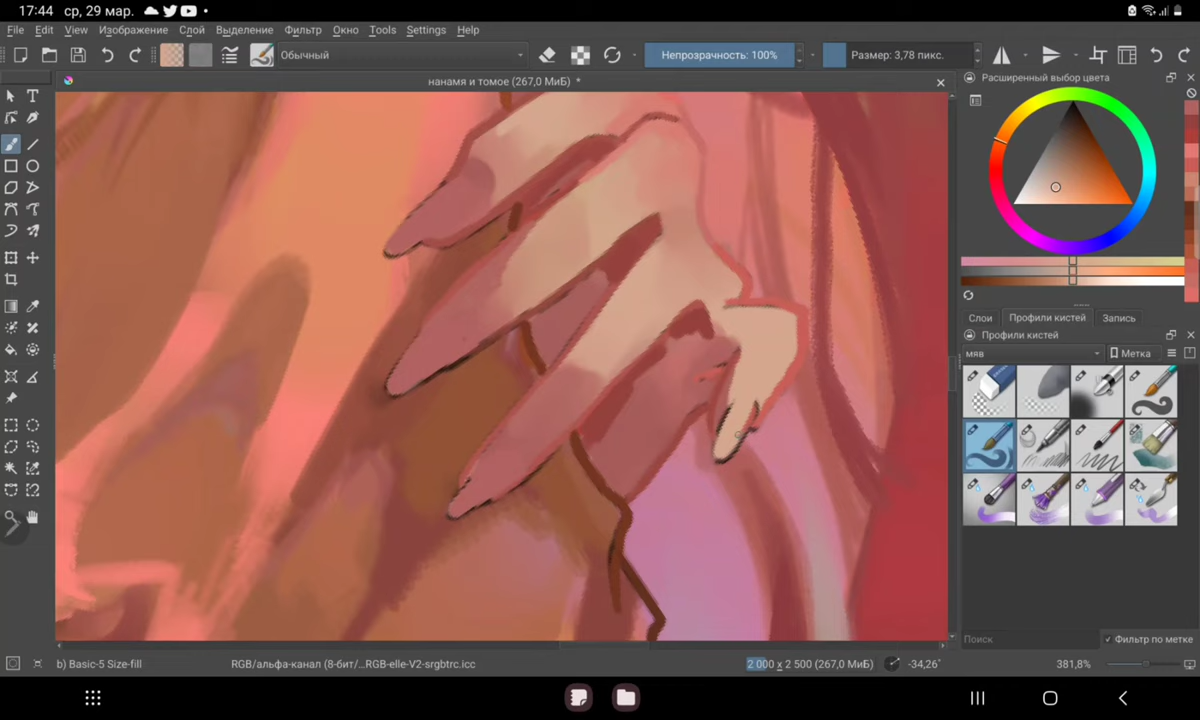 17:44 ср, 29 мар.
File Edit View Изображение Слой Выделение Фильтр Окно Tools Settings Help
Обычный
Непрозрачность: 100%
Размер: 3,78 пикс.
нанамя и томое (267,0 МиБ) *
Расширенный выбор цвета
Слои Профили кистей Запись
Профили кистей
мяв
Метка
Поиск
Фильтр по метке
b) Basic-5 Size-fill
RGB/альфа-канал (8-бит/...RGB-elle-V2-srgbtrc.icc
2 000 x 2 500 (267,0 МиБ)
-34,26°
381,8%